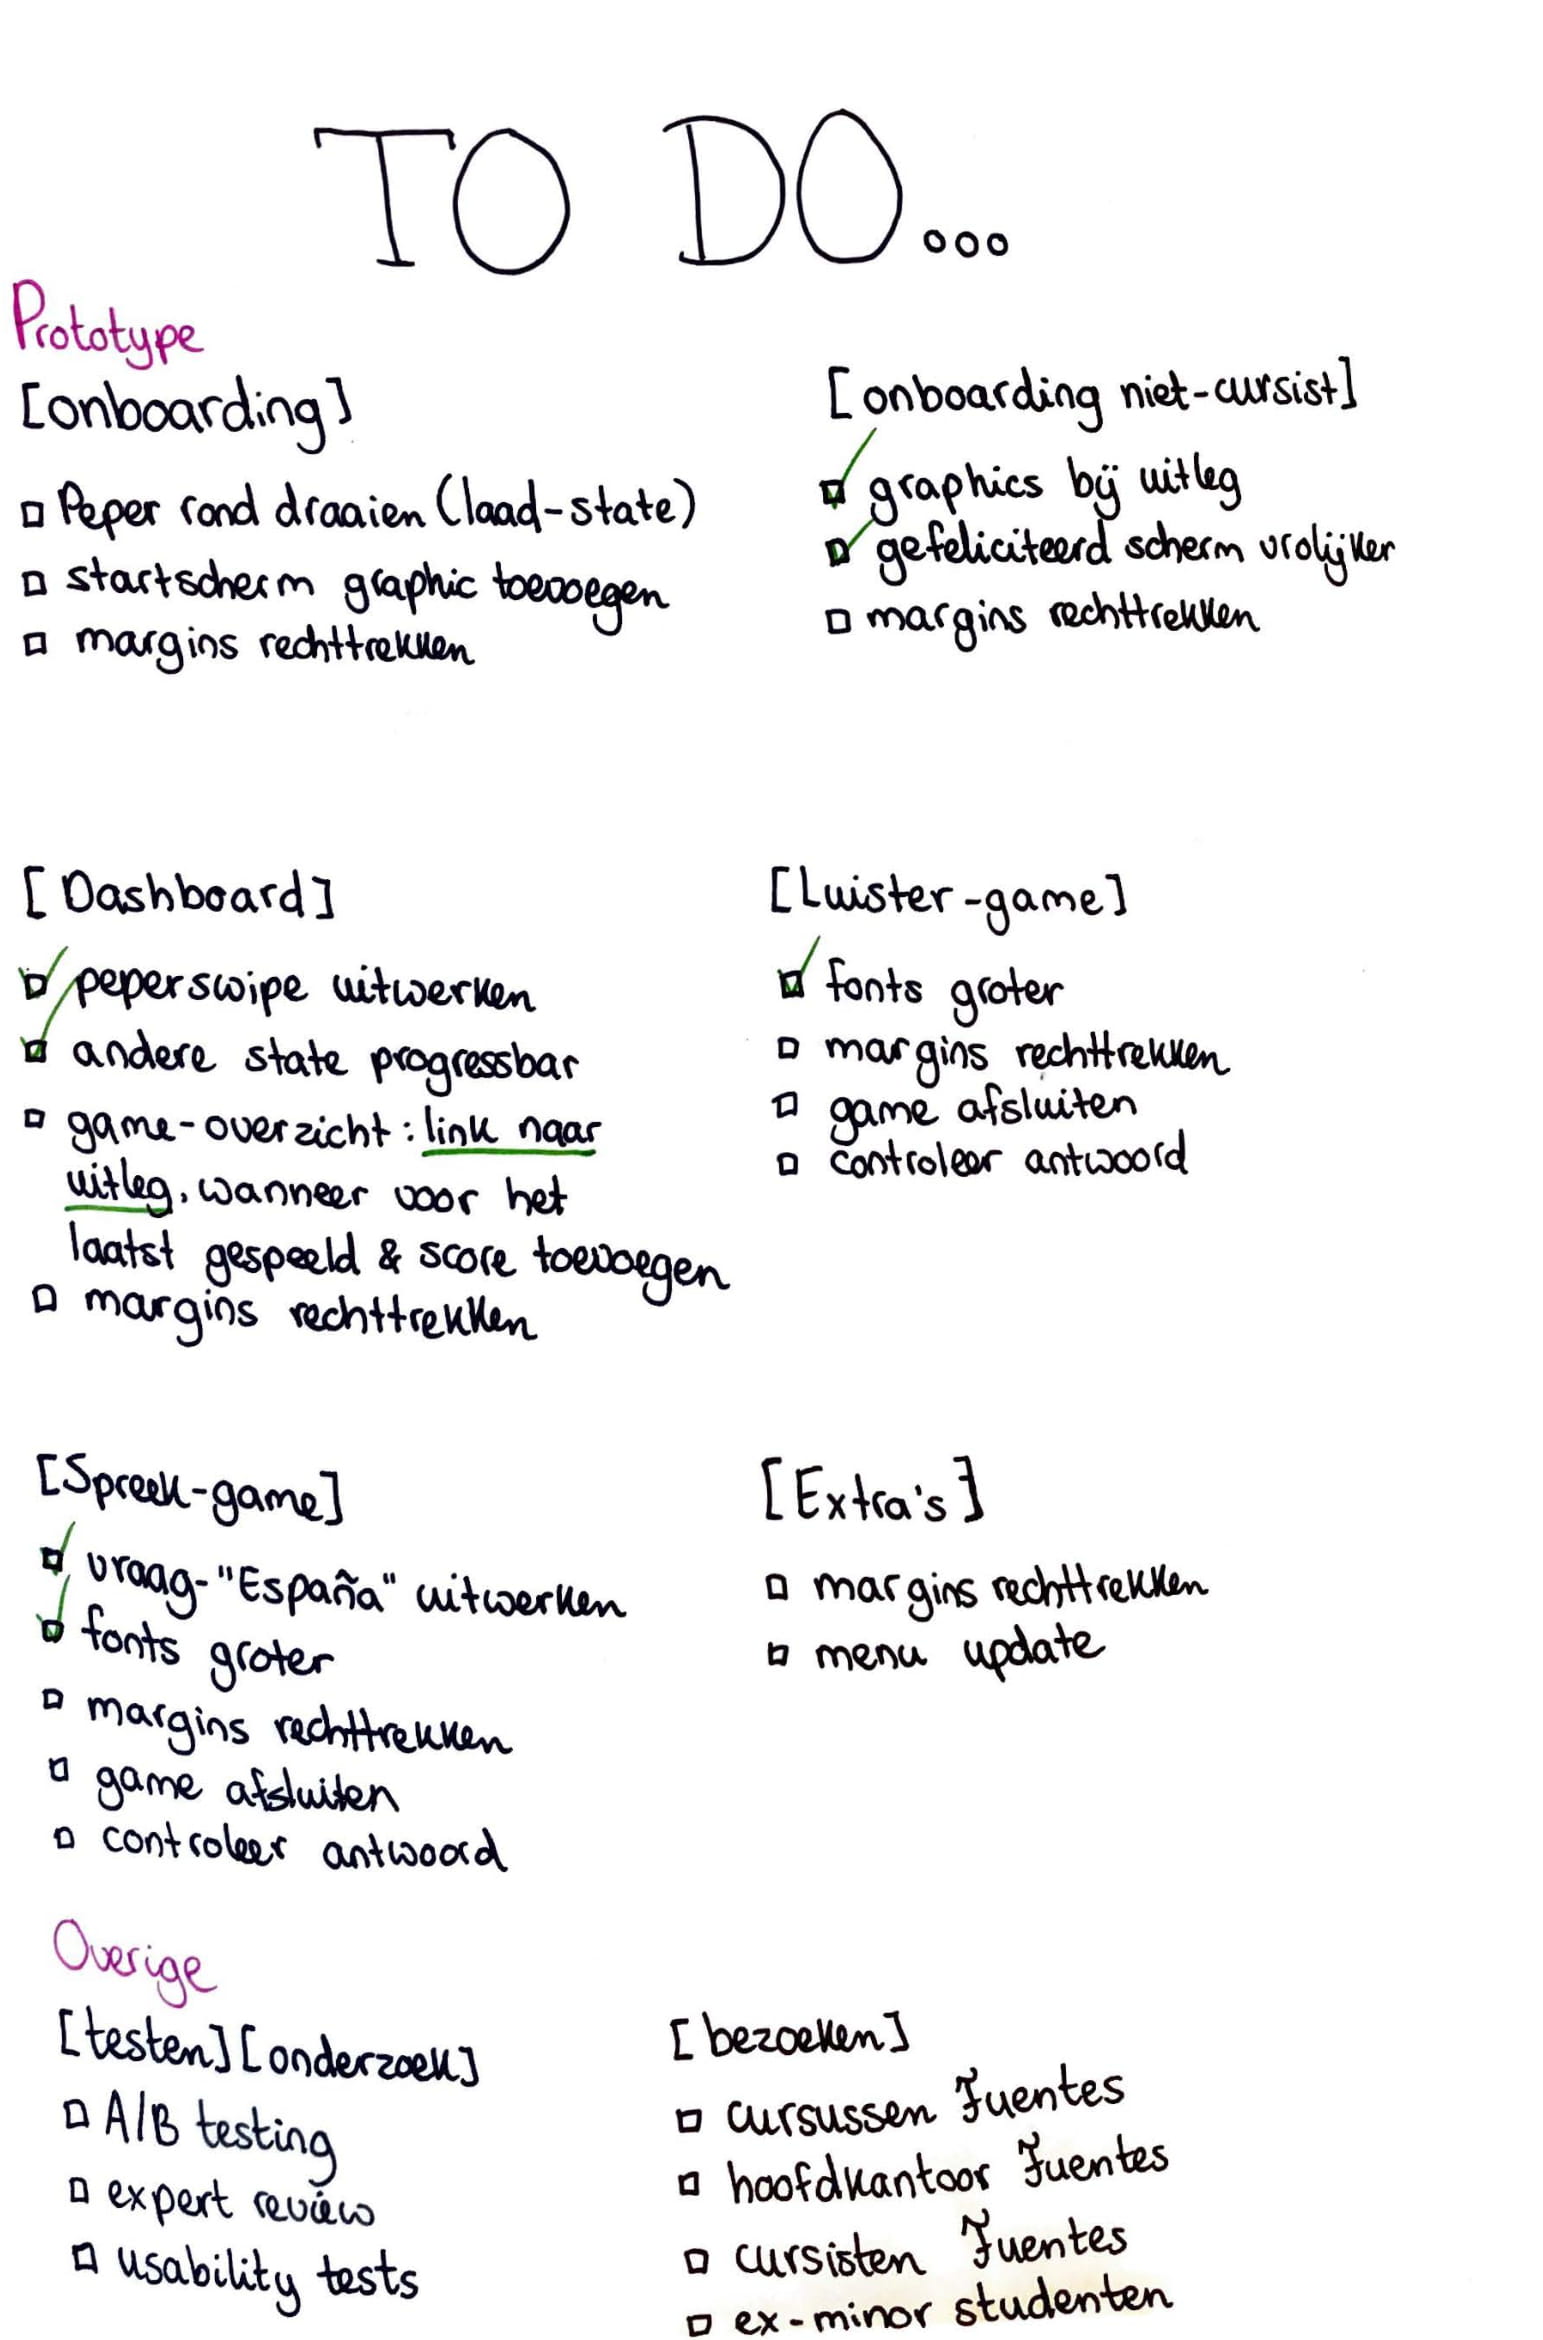 TO DO...
Prototype
[onboarding]
Peper rond draaien (laad-state)
startscherm graphic toevoegen
margins rechttrekken
[onboarding niet-cursist]
graphics bij uitleg
gefeliciteerd scherm vrolijker
margins rechttrekken
[Dashboard]
peperswipe uitwerken
andere state progressbar
game-overzicht: link naar
uitleg, wanneer voor het
laatst gespeeld & score toevoegen
margins rechttrekken
[Luister-game]
fonts groter
margins rechttrekken
game afsluiten
controleer antwoord
[Spreek-game]
vraag-"España" uitwerken
fonts groter
margins rechttrekken
game afsluiten
controleer antwoord
[Extra's]
margins rechttrekken
menu update
Overige
[testen][onderzoek]
A/B testing
expert review
usability tests
[bezoeken]
cursussen Fuentes
hoofdkantoor Fuentes
cursisten Fuentes
ex-minor studenten